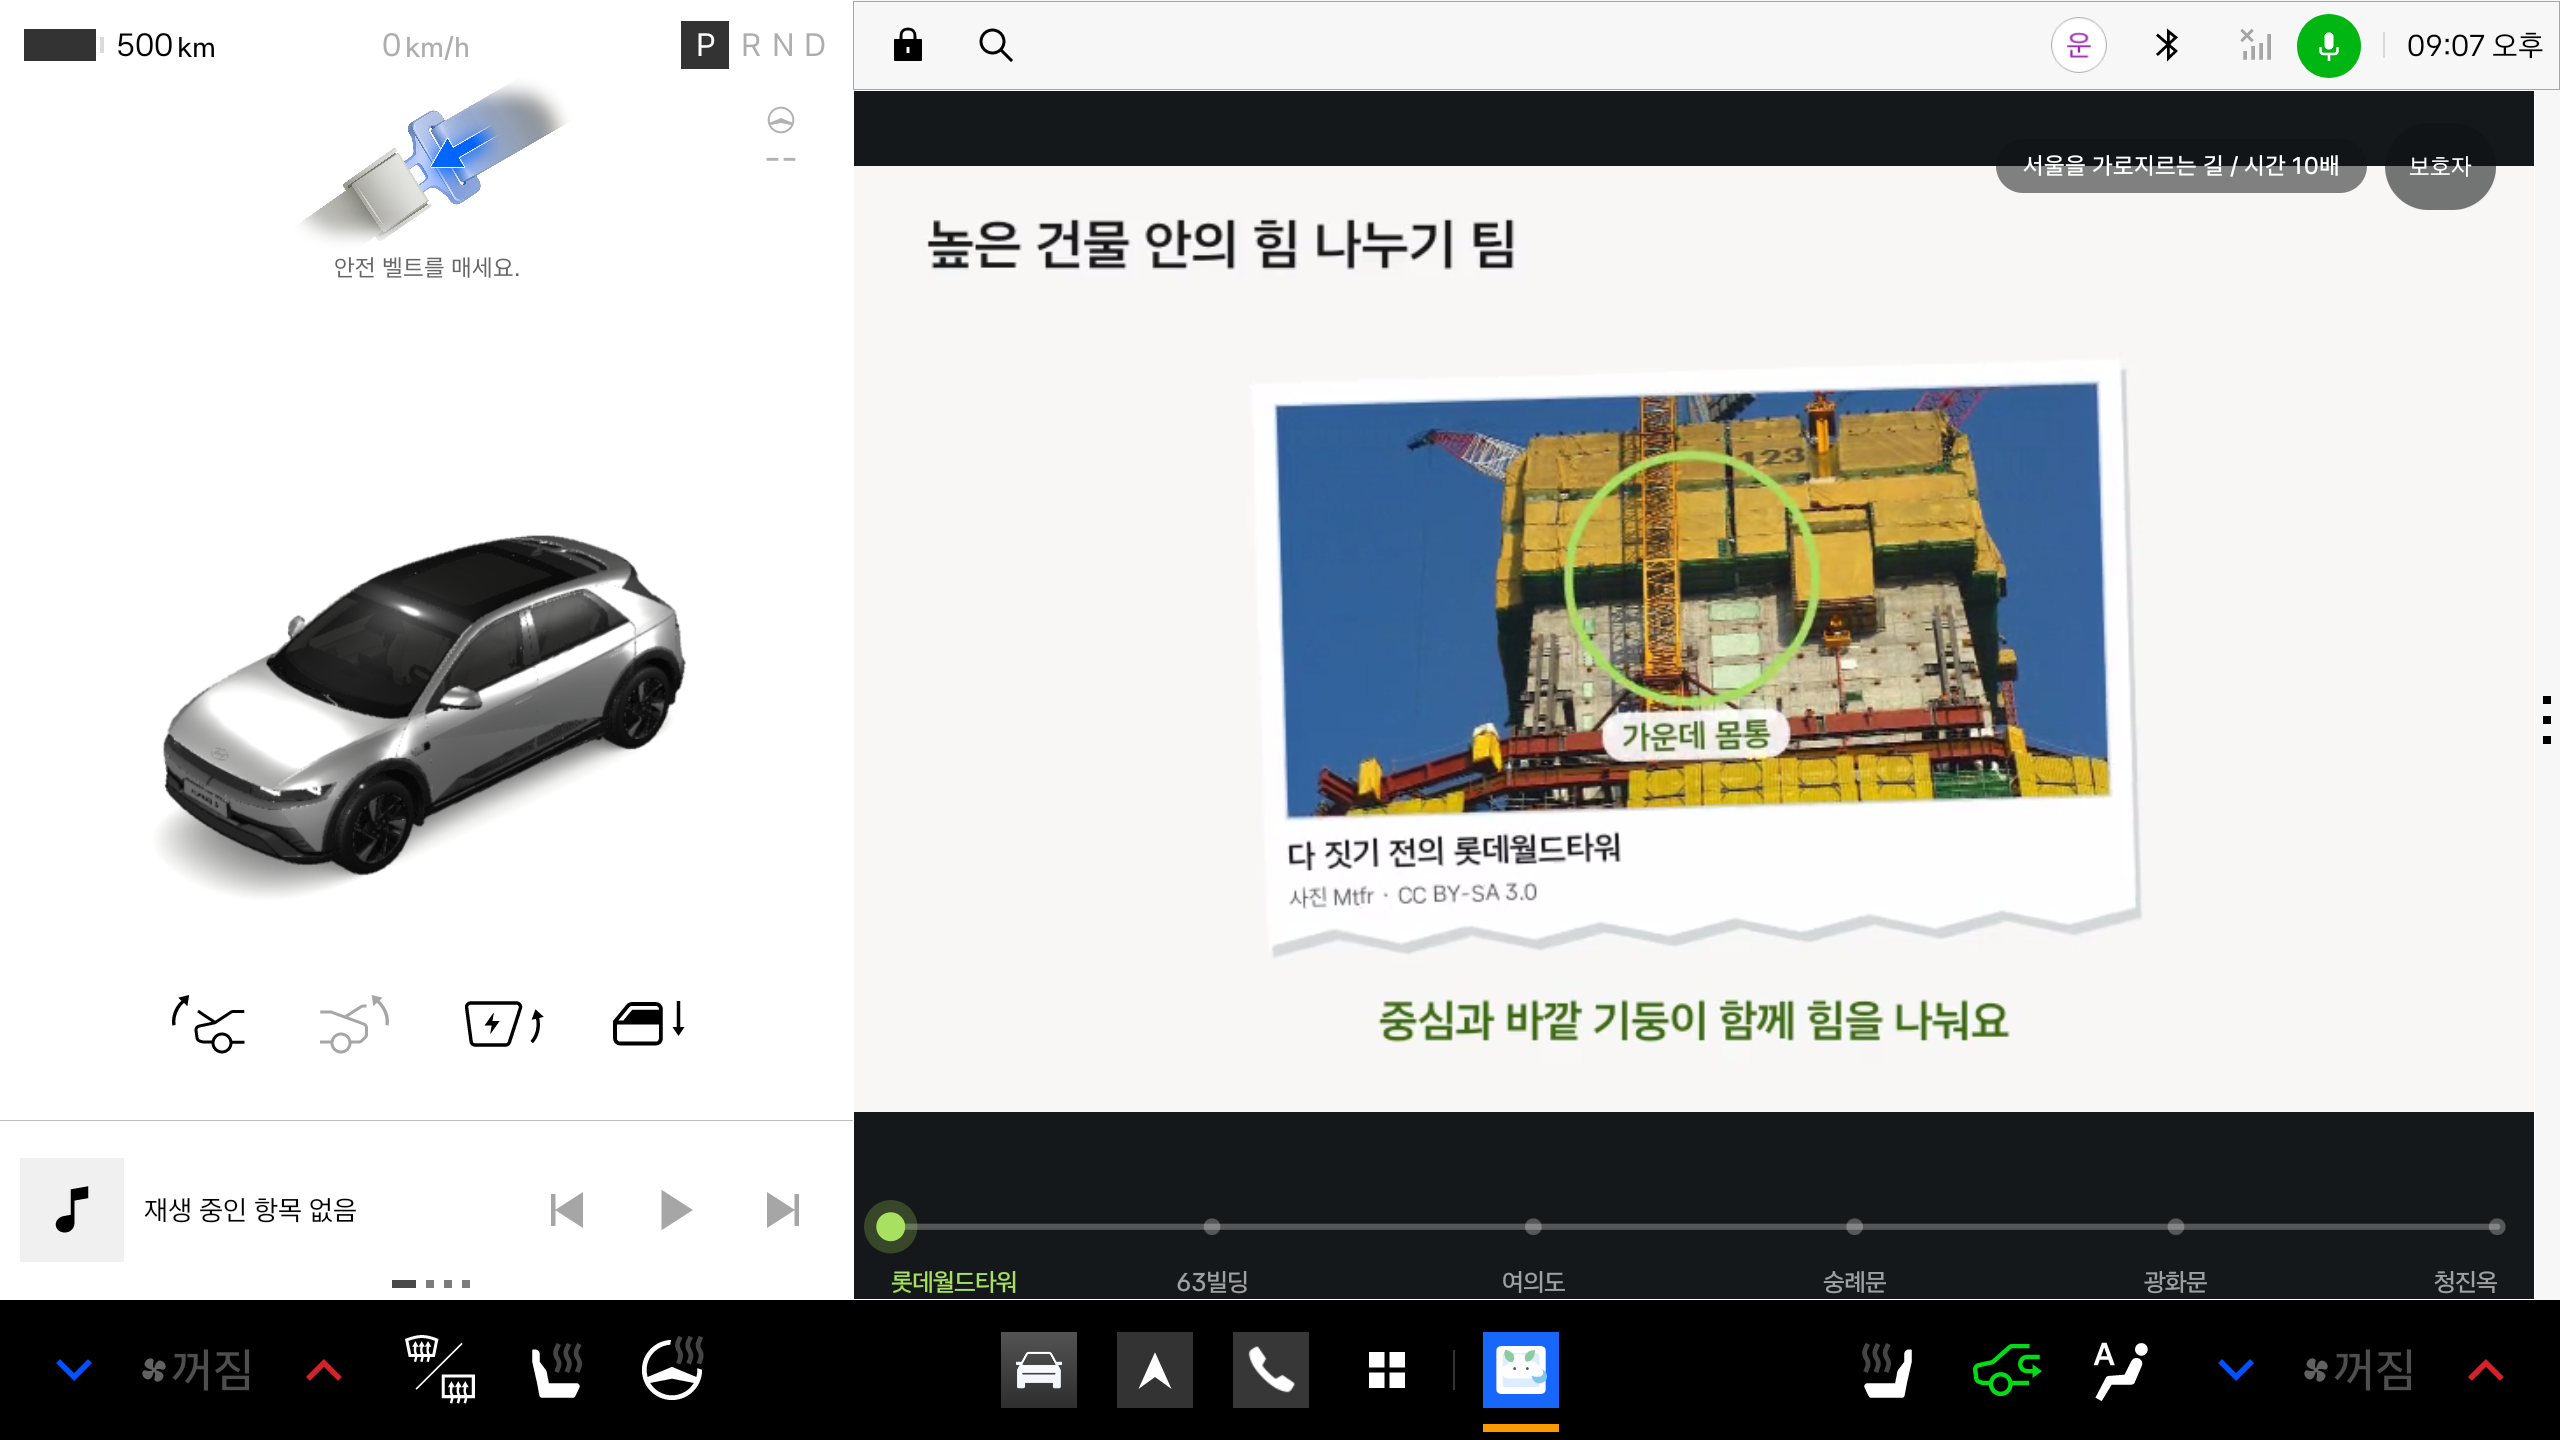 500 km
0 km/h
P R N D
운
09:07 오후
안전 벨트를 매세요.
서울을 가로지르는 길 / 시간 10배
보호자
높은 건물 안의 힘 나누기 팀
123
가운데 몸통
다 짓기 전의 롯데월드타워
사진 Mtfr · CC BY-SA 3.0
중심과 바깥 기둥이 함께 힘을 나눠요
재생 중인 항목 없음
롯데월드타워
63빌딩
여의도
숭례문
광화문
청진옥
꺼짐
A
꺼짐